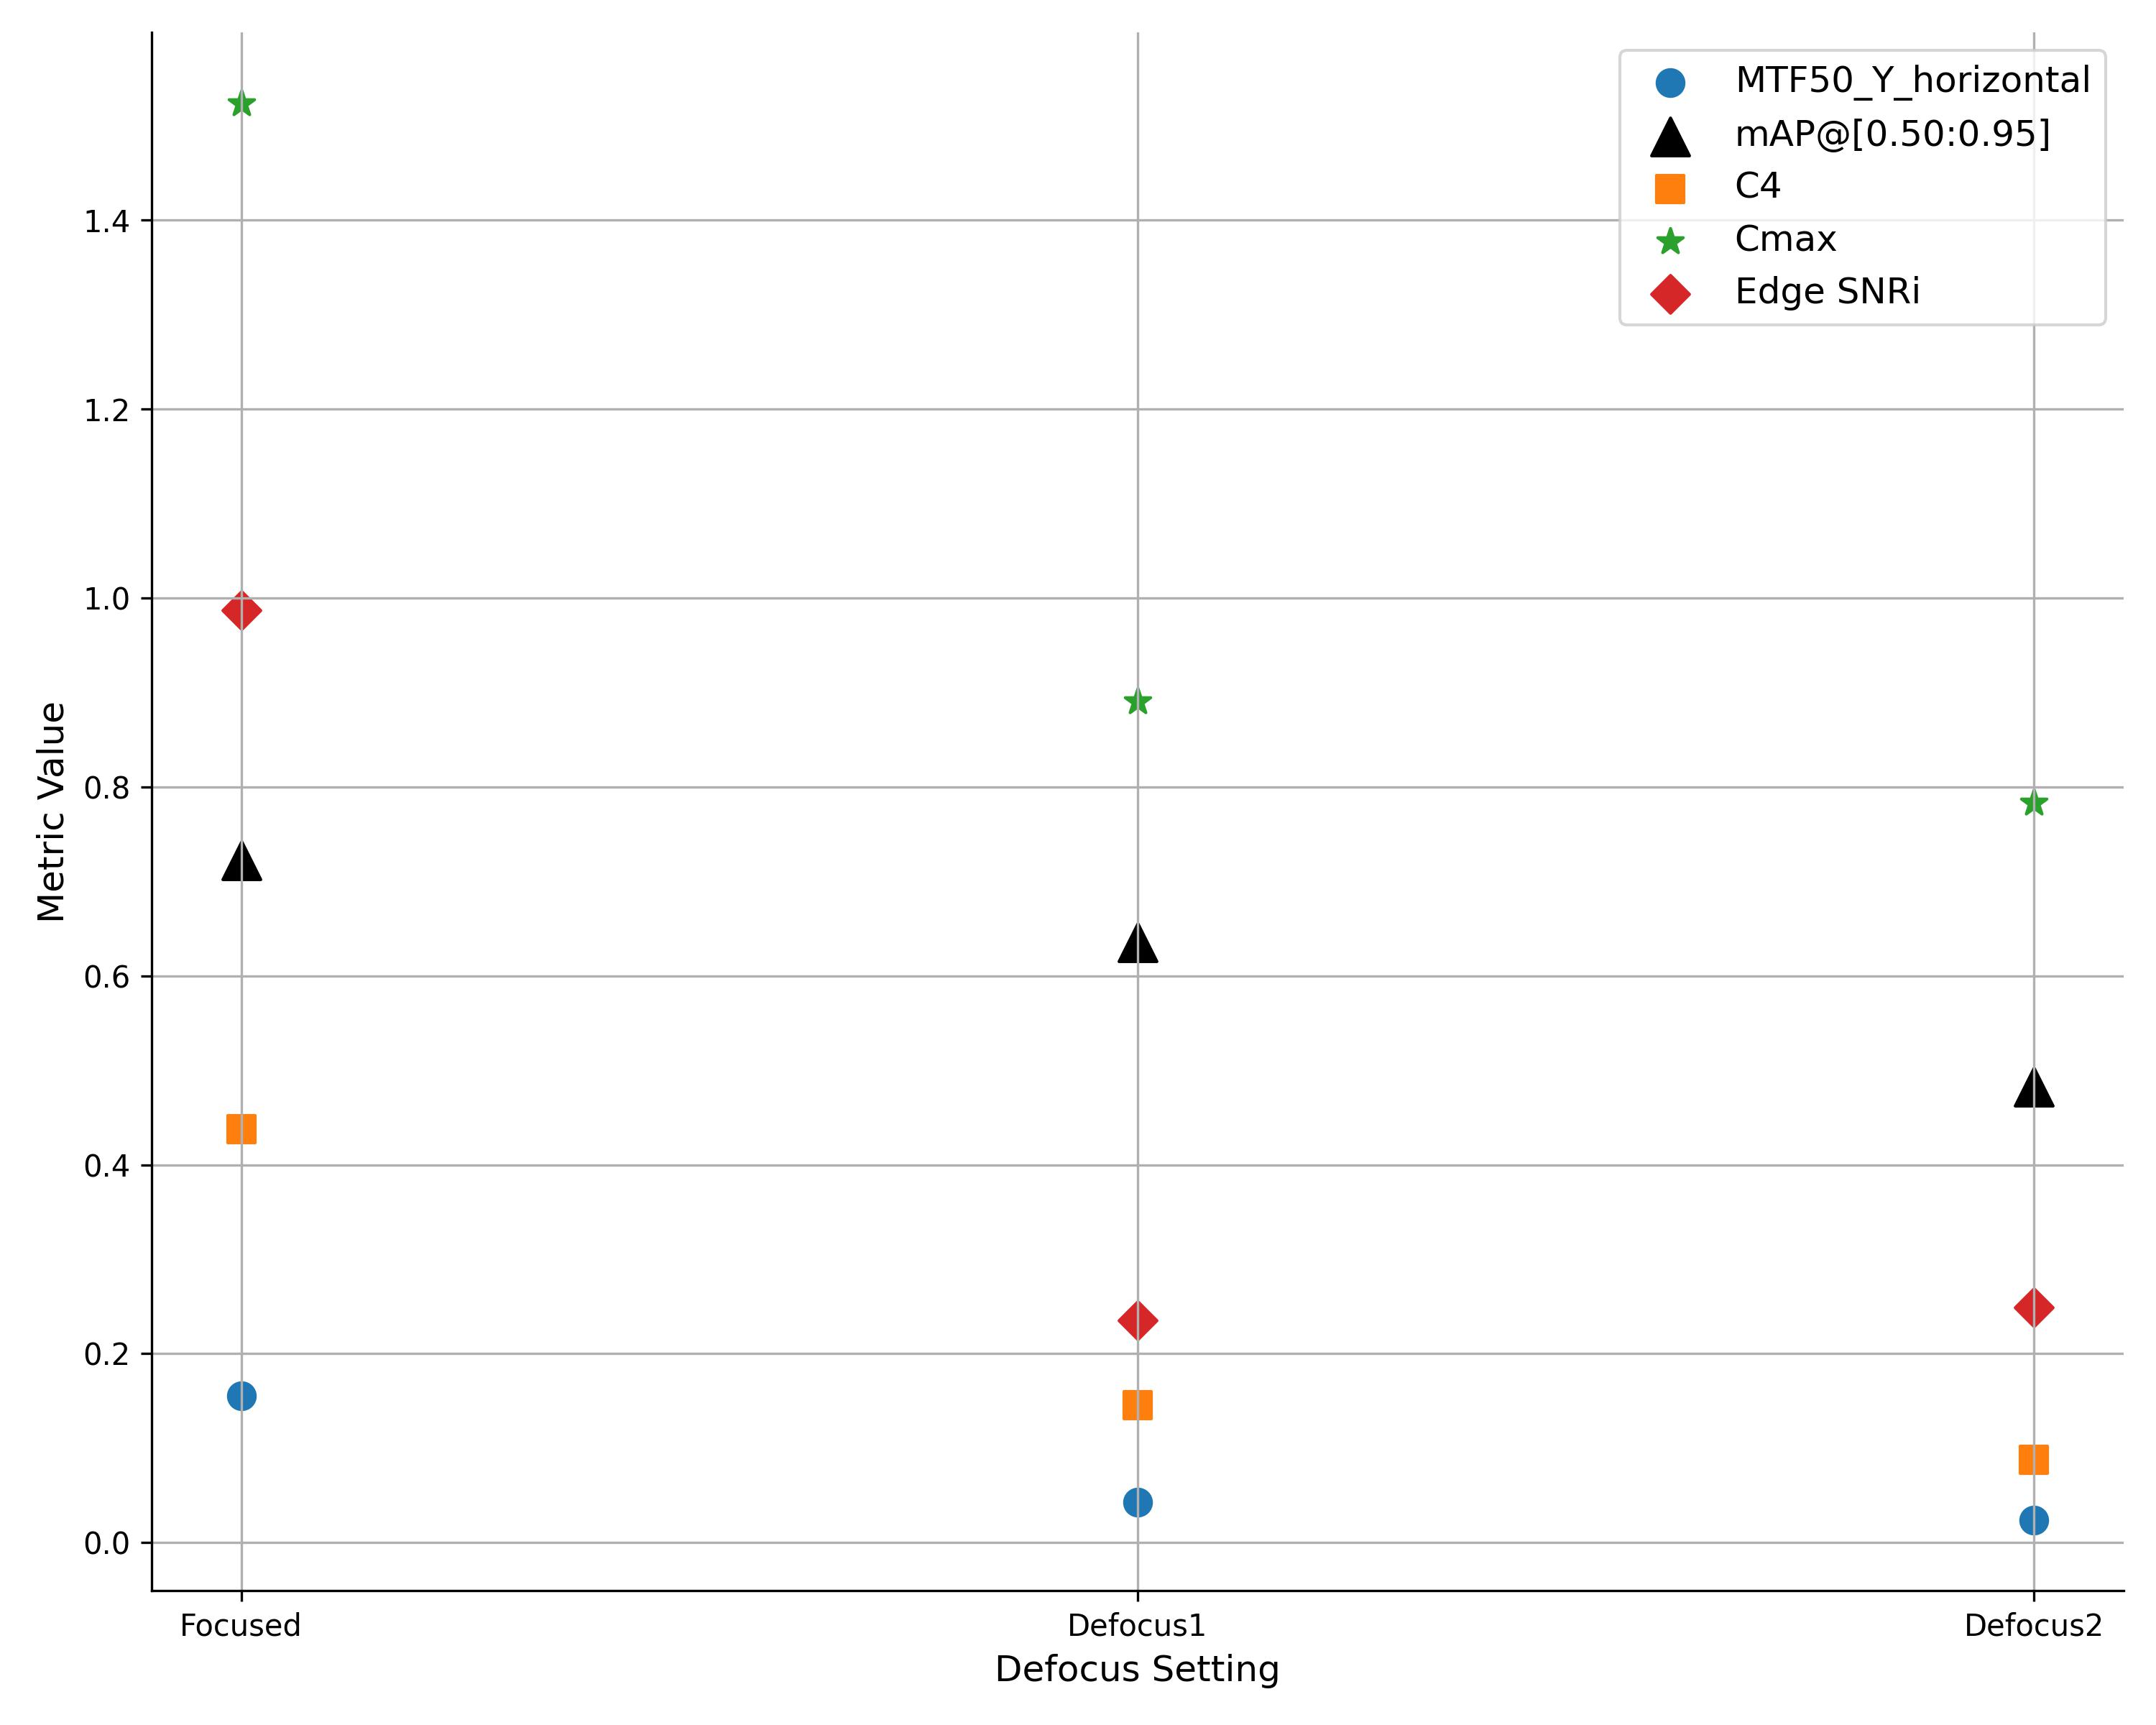 MTF50_Y_horizontal
mAP@[0.50:0.95]
C4
Cmax
Edge SNRi
Metric Value
1.4
1.2
1.0
0.8
0.6
0.4
0.2
0.0
Focused
Defocus1
Defocus2
Defocus Setting